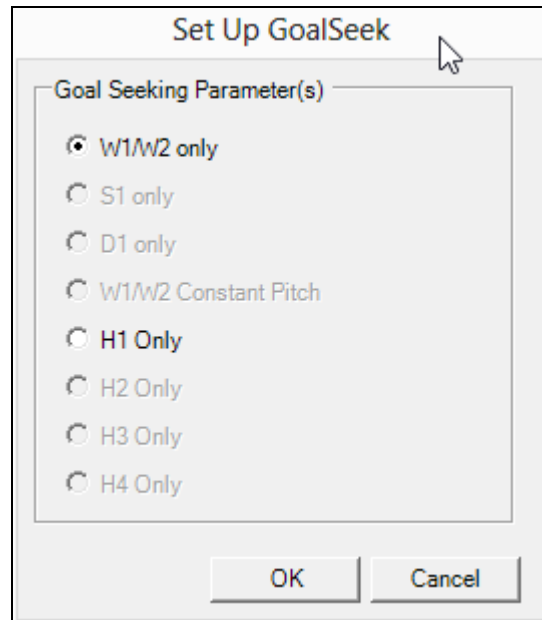 Set Up GoalSeek
Goal Seeking Parameter(s)
W1/W2 only
S1 only
D1 only
W1/W2 Constant Pitch
H1 Only
H2 Only
H3 Only
H4 Only
OK Cancel